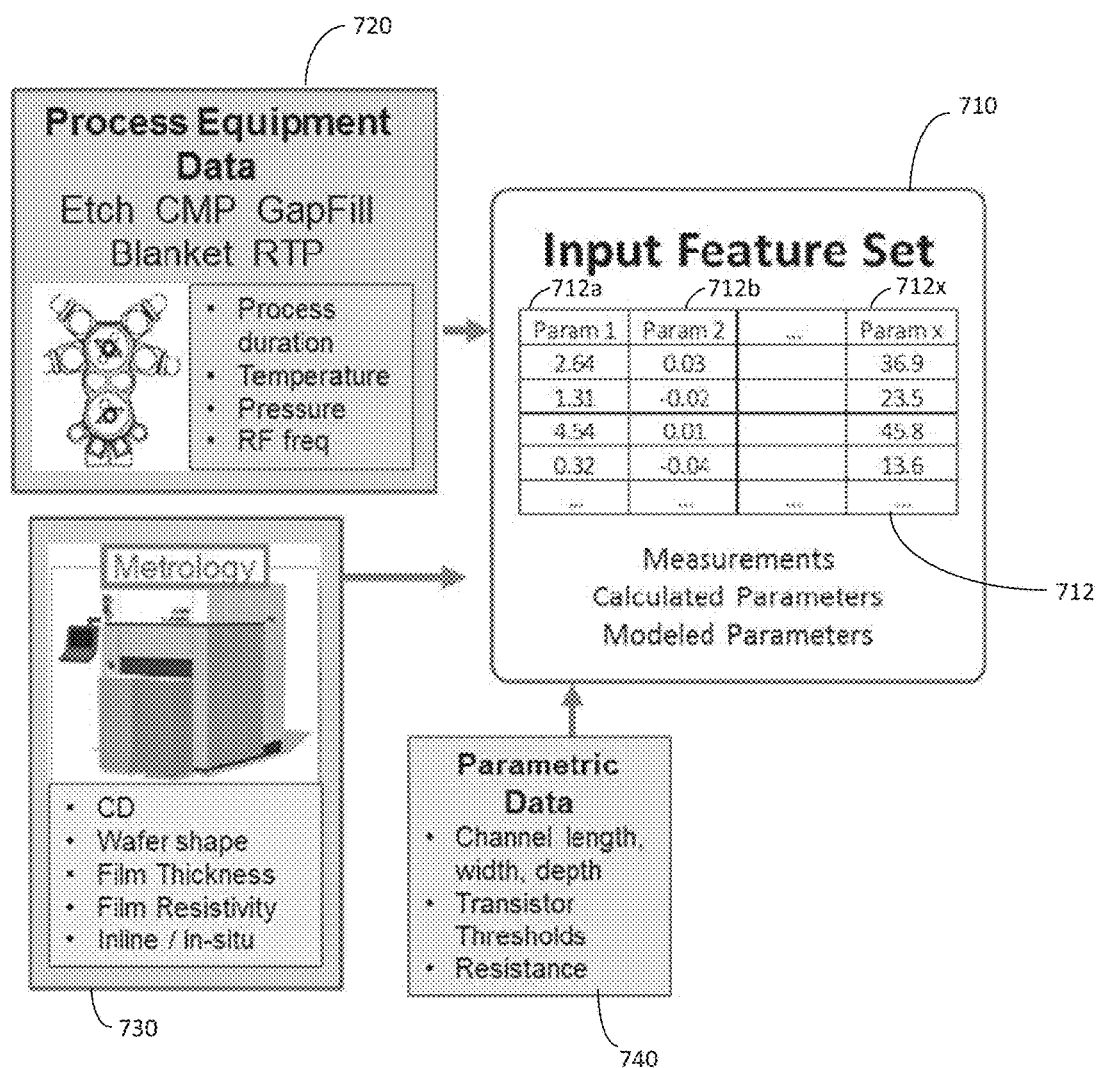 720
Process Equipment
Data
Etch CMP GapFill
Blanket RTP
• Process
duration
• Temperature
• Pressure
• RF freq
710
Input Feature Set
712a 712b 712x
Param 1 Param 2 ... Param x
2.64 0.03 36.9
1.31 -0.02 23.5
4.54 0.01 45.8
0.32 -0.04 13.6
... ... ... ...
712
Measurements
Calculated Parameters
Modeled Parameters
Metrology
• CD
• Wafer shape
• Film Thickness
• Film Resistivity
• Inline / in-situ
730
Parametric
Data
• Channel length,
width, depth
• Transistor
Thresholds
• Resistance
740